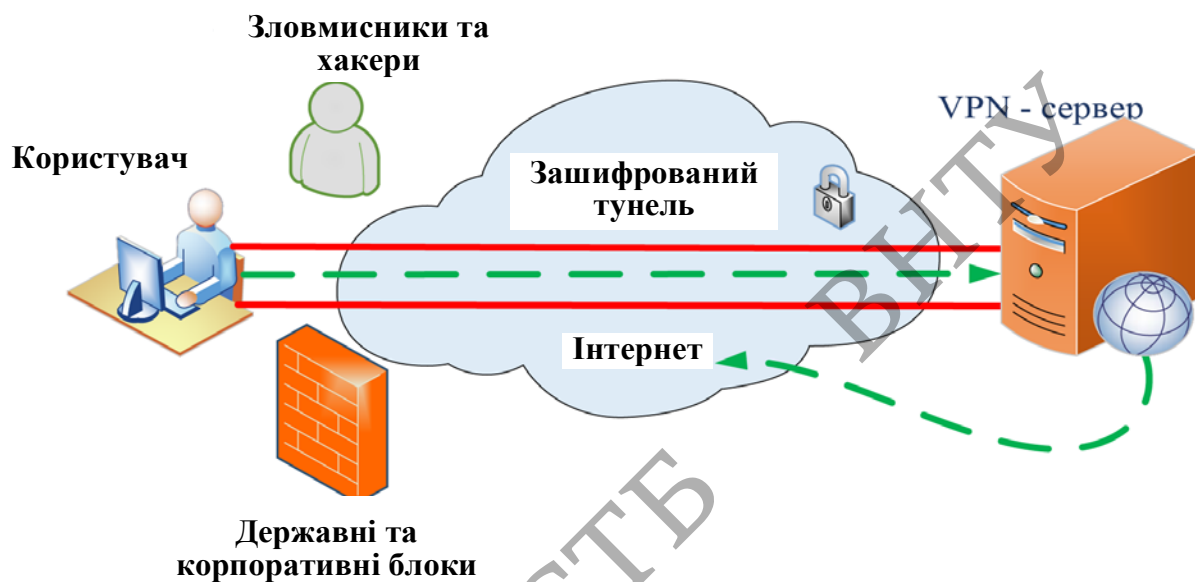 Зловмисники та
хакери
VPN - сервер
Користувач
Зашифрований
тунель
Інтернет
Державні та
корпоративні блоки
ВНТУ